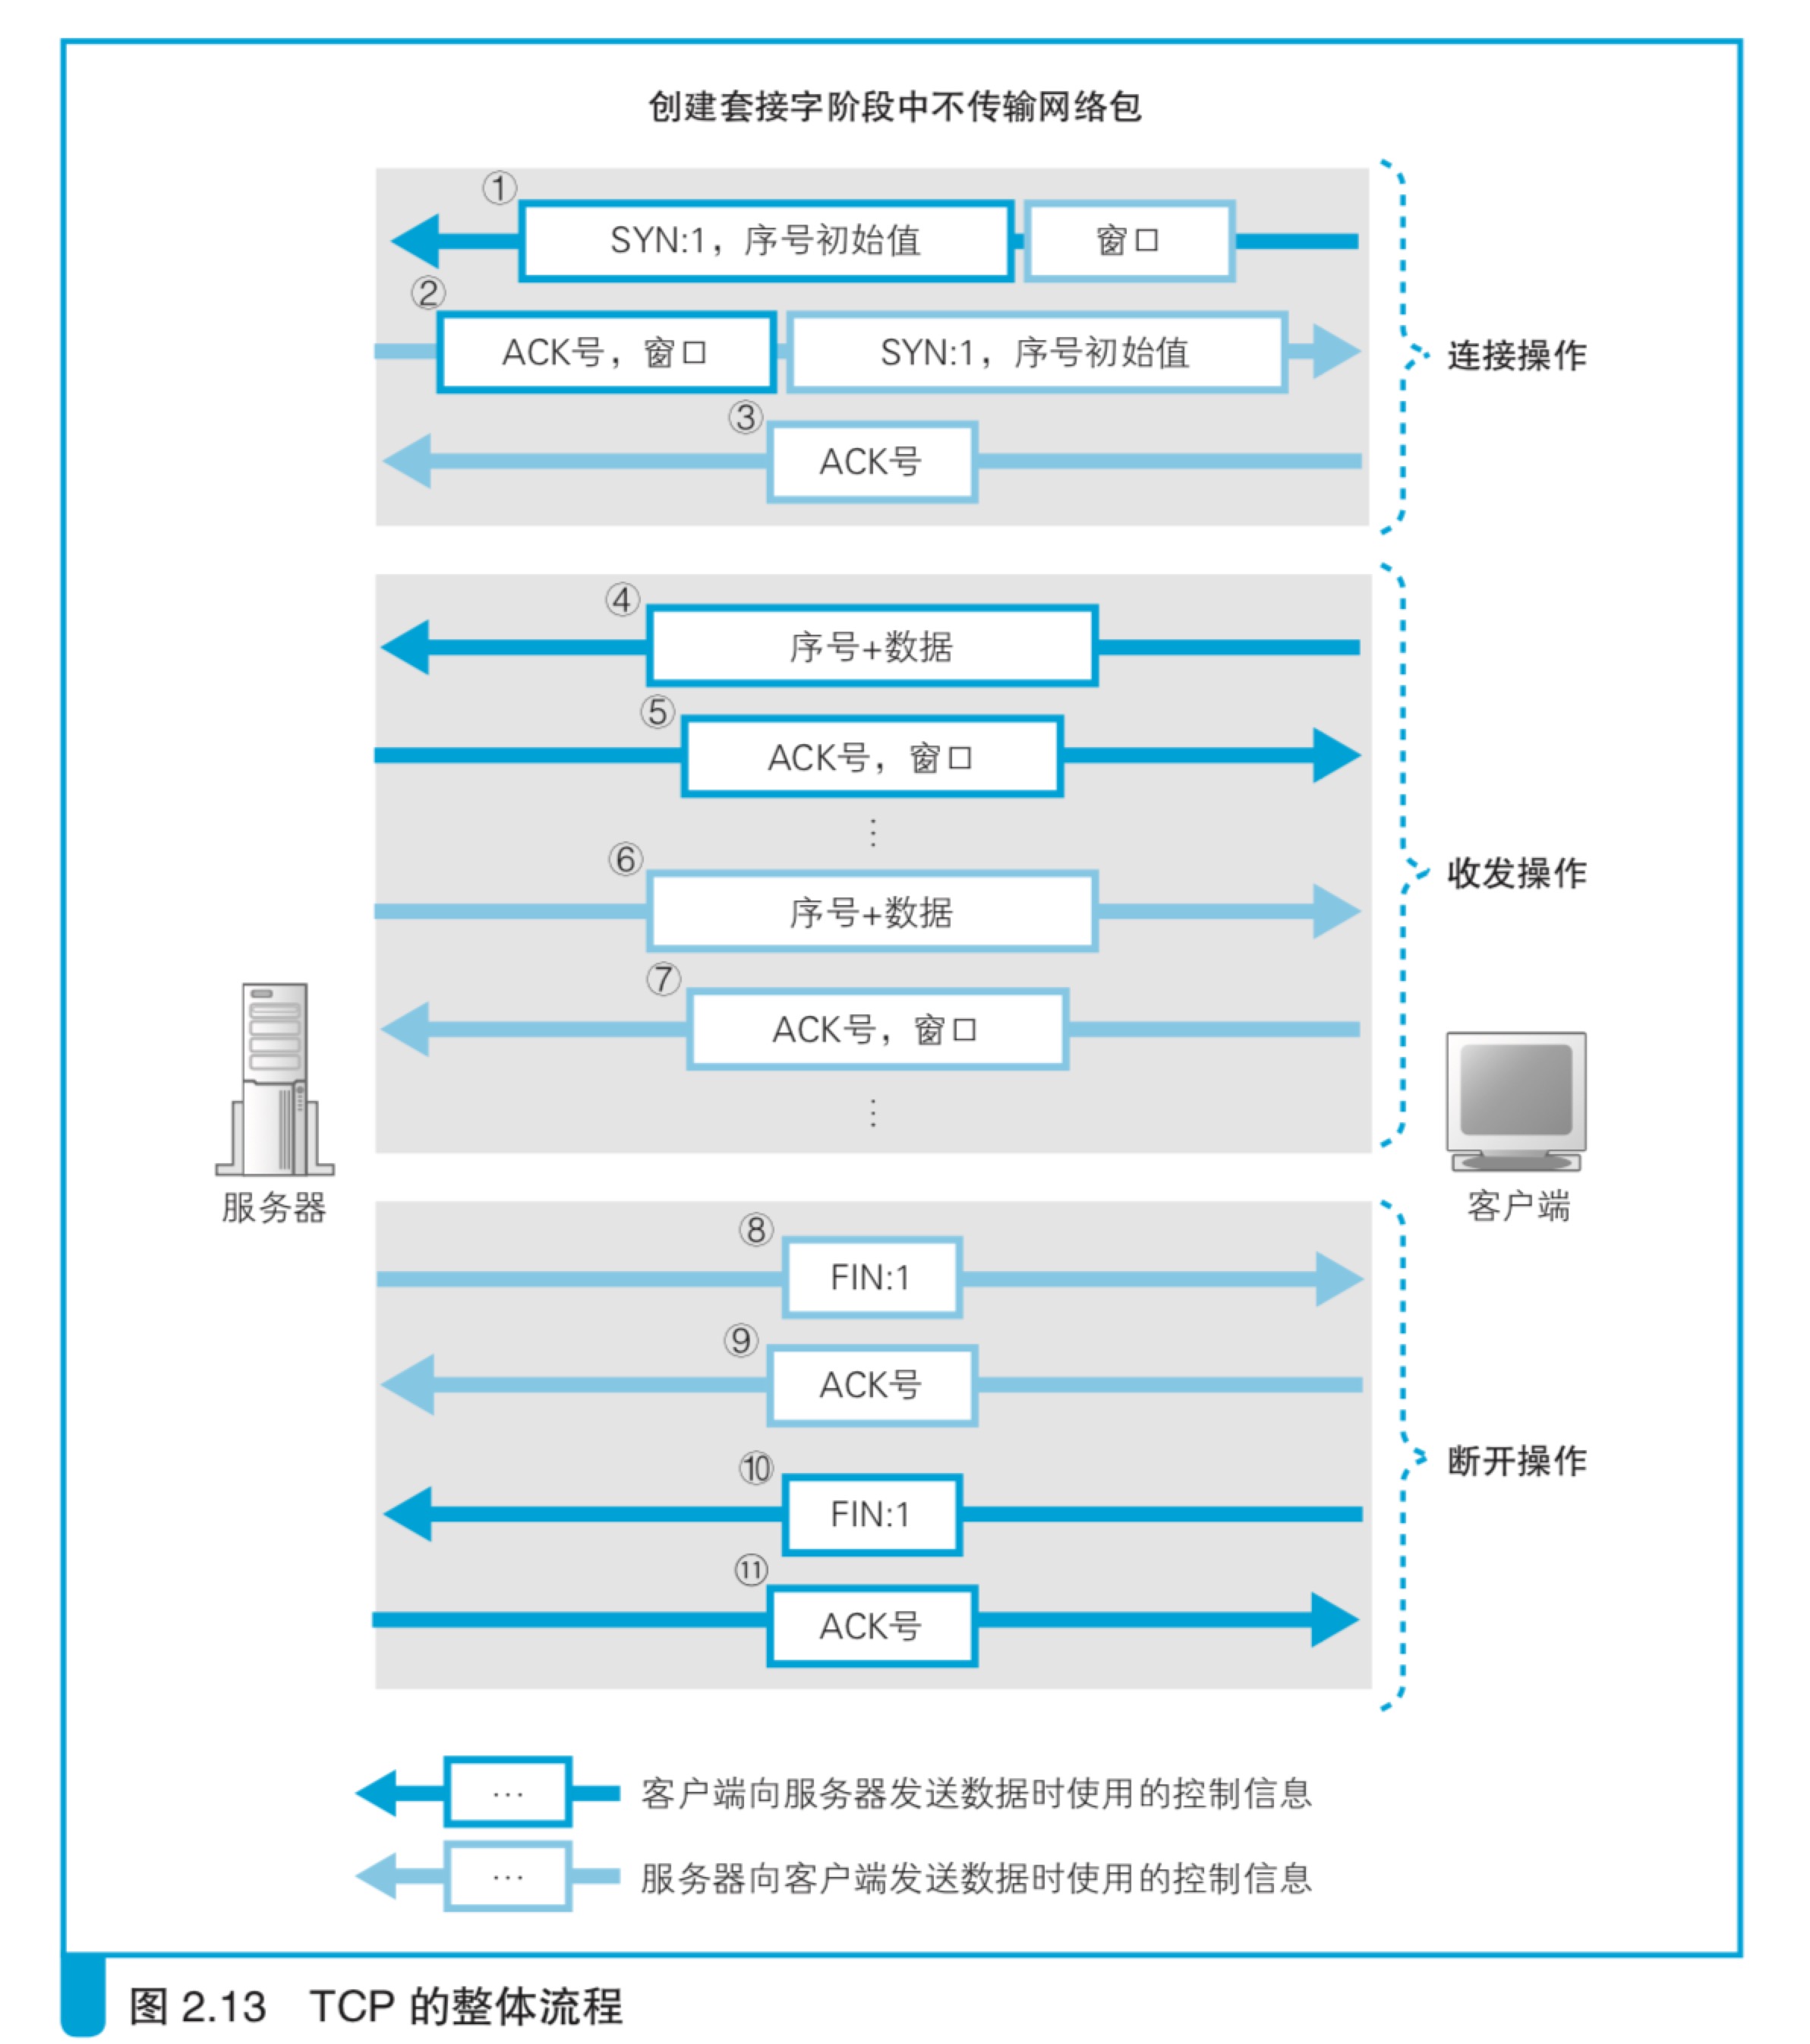 创建套接字阶段中不传输网络包
①
SYN:1，序号初始值
窗口
②
ACK号，窗口
SYN:1，序号初始值
连接操作
③
ACK号
④
序号+数据
⑤
ACK号，窗口
⋮
⑥
序号+数据
收发操作
⑦
ACK号，窗口
⋮
服务器
客户端
⑧
FIN:1
⑨
ACK号
断开操作
⑩
FIN:1
⑪
ACK号
… 客户端向服务器发送数据时使用的控制信息
… 服务器向客户端发送数据时使用的控制信息
图 2.13 TCP 的整体流程